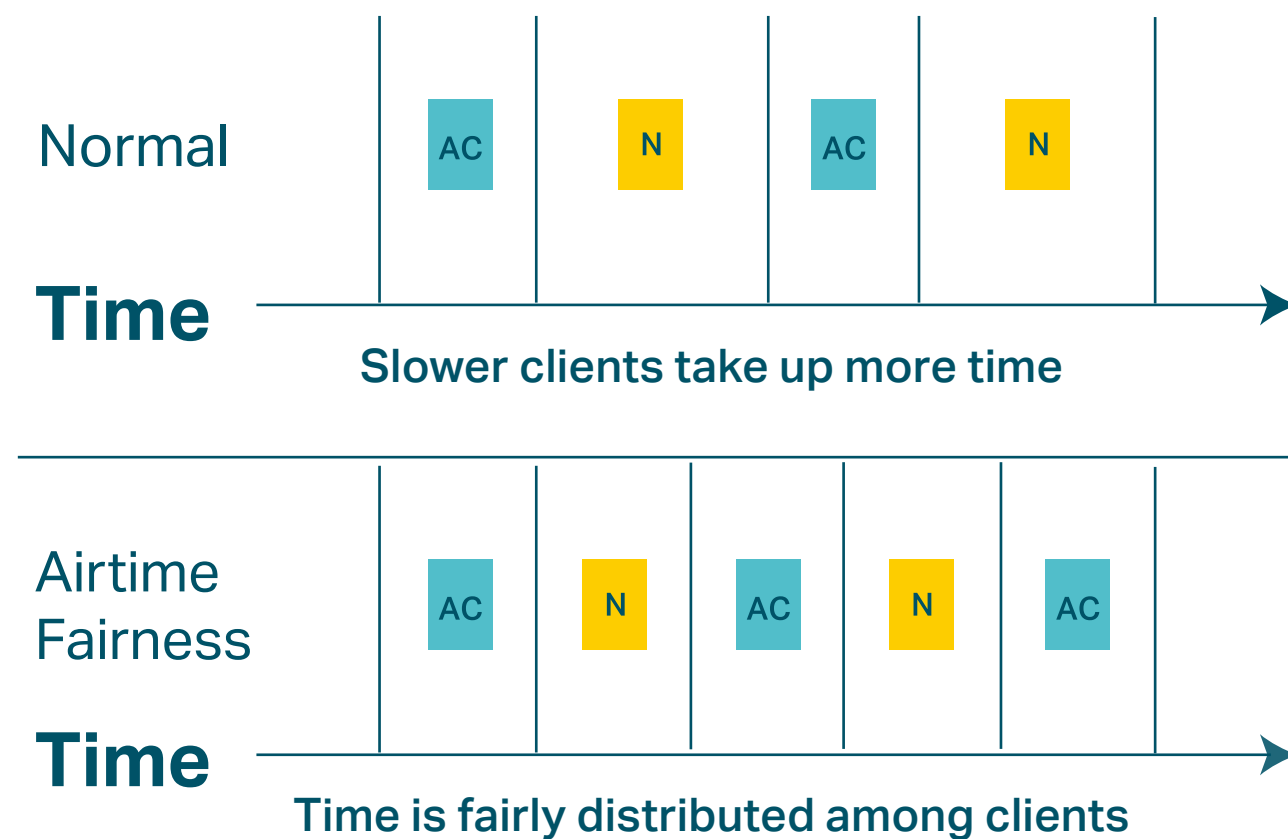 Normal
AC
N
AC
N
Time
Slower clients take up more time
Airtime
Fairness
AC
N
AC
N
AC
Time
Time is fairly distributed among clients